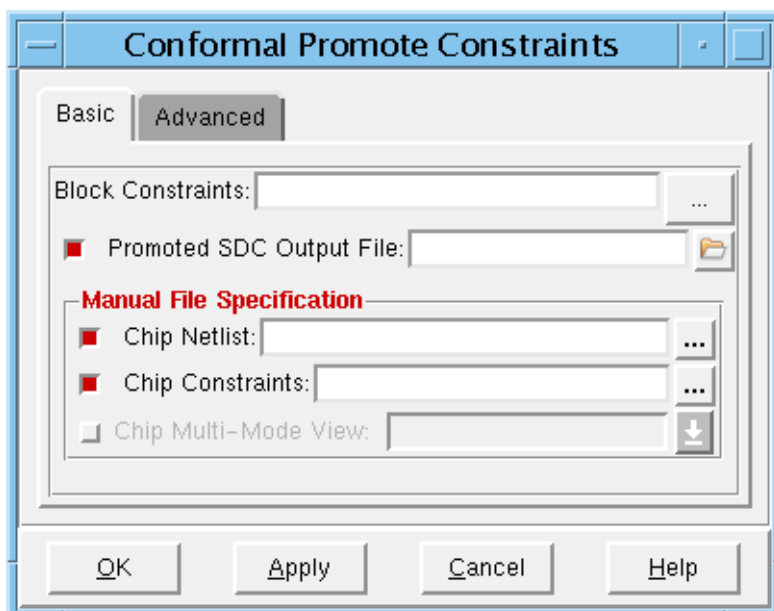 Conformal Promote Constraints
Basic Advanced
Block Constraints: ...
Promoted SDC Output File:
Manual File Specification
Chip Netlist: ...
Chip Constraints: ...
Chip Multi-Mode View:
OK Apply Cancel Help